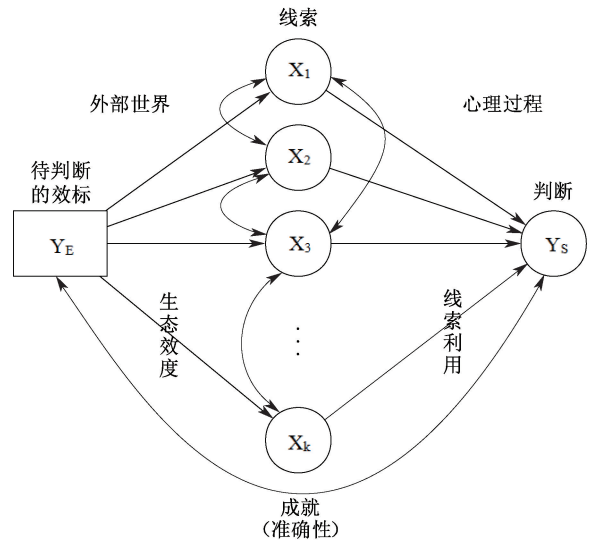 线索
X1
外部世界
心理过程
X2
待判断
的效标
判断
YE
X3
YS
生态效度
线索利用
⋮
Xk
成就
（准确性）